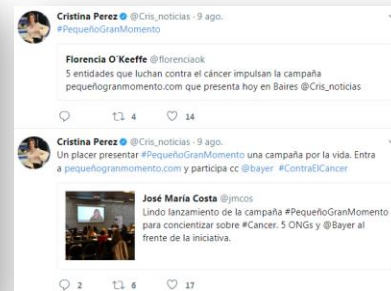 Cristina Perez @Cris_noticias · 9 ago.
#PequeñoGranMomento
Florencia O´Keeffe @florenciaok
5 entidades que luchan contra el cáncer impulsan la campaña
pequeñogranmomento.com que presenta hoy en Baires @Cris_noticias
4 14
Cristina Perez @Cris_noticias · 9 ago.
Un placer presentar #PequeñoGranMomento una campaña por la vida. Entra
a pequeñogranmomento.com y participa cc @bayer #ContraElCancer
José María Costa @jmcos
Lindo lanzamiento de la campaña #PequeñoGranMomento
para concientizar sobre #Cancer. 5 ONGs y @Bayer al
frente de la iniciativa.
2 6 17